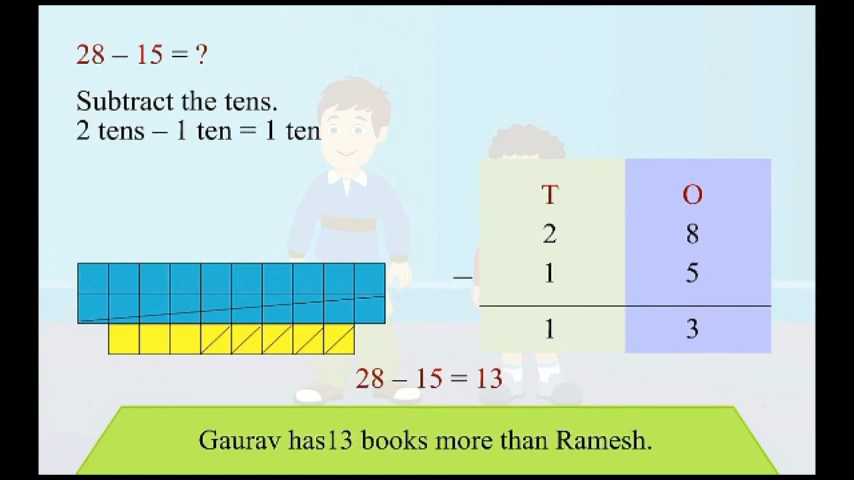 28 – 15 = ?
Subtract the tens.
2 tens – 1 ten = 1 ten
T O
2 8
– 1 5
1 3
28 – 15 = 13
Gaurav has13 books more than Ramesh.